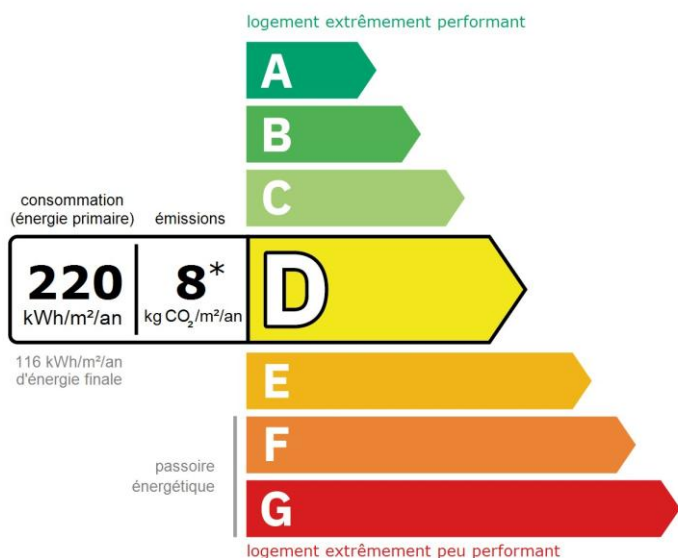 logement extrêmement performant
A
B
C
consommation
(énergie primaire) émissions
220 8* D
kWh/m²/an kg CO₂/m²/an
116 kWh/m²/an
d'énergie finale
E
F
passoire
énergétique
G
logement extrêmement peu performant